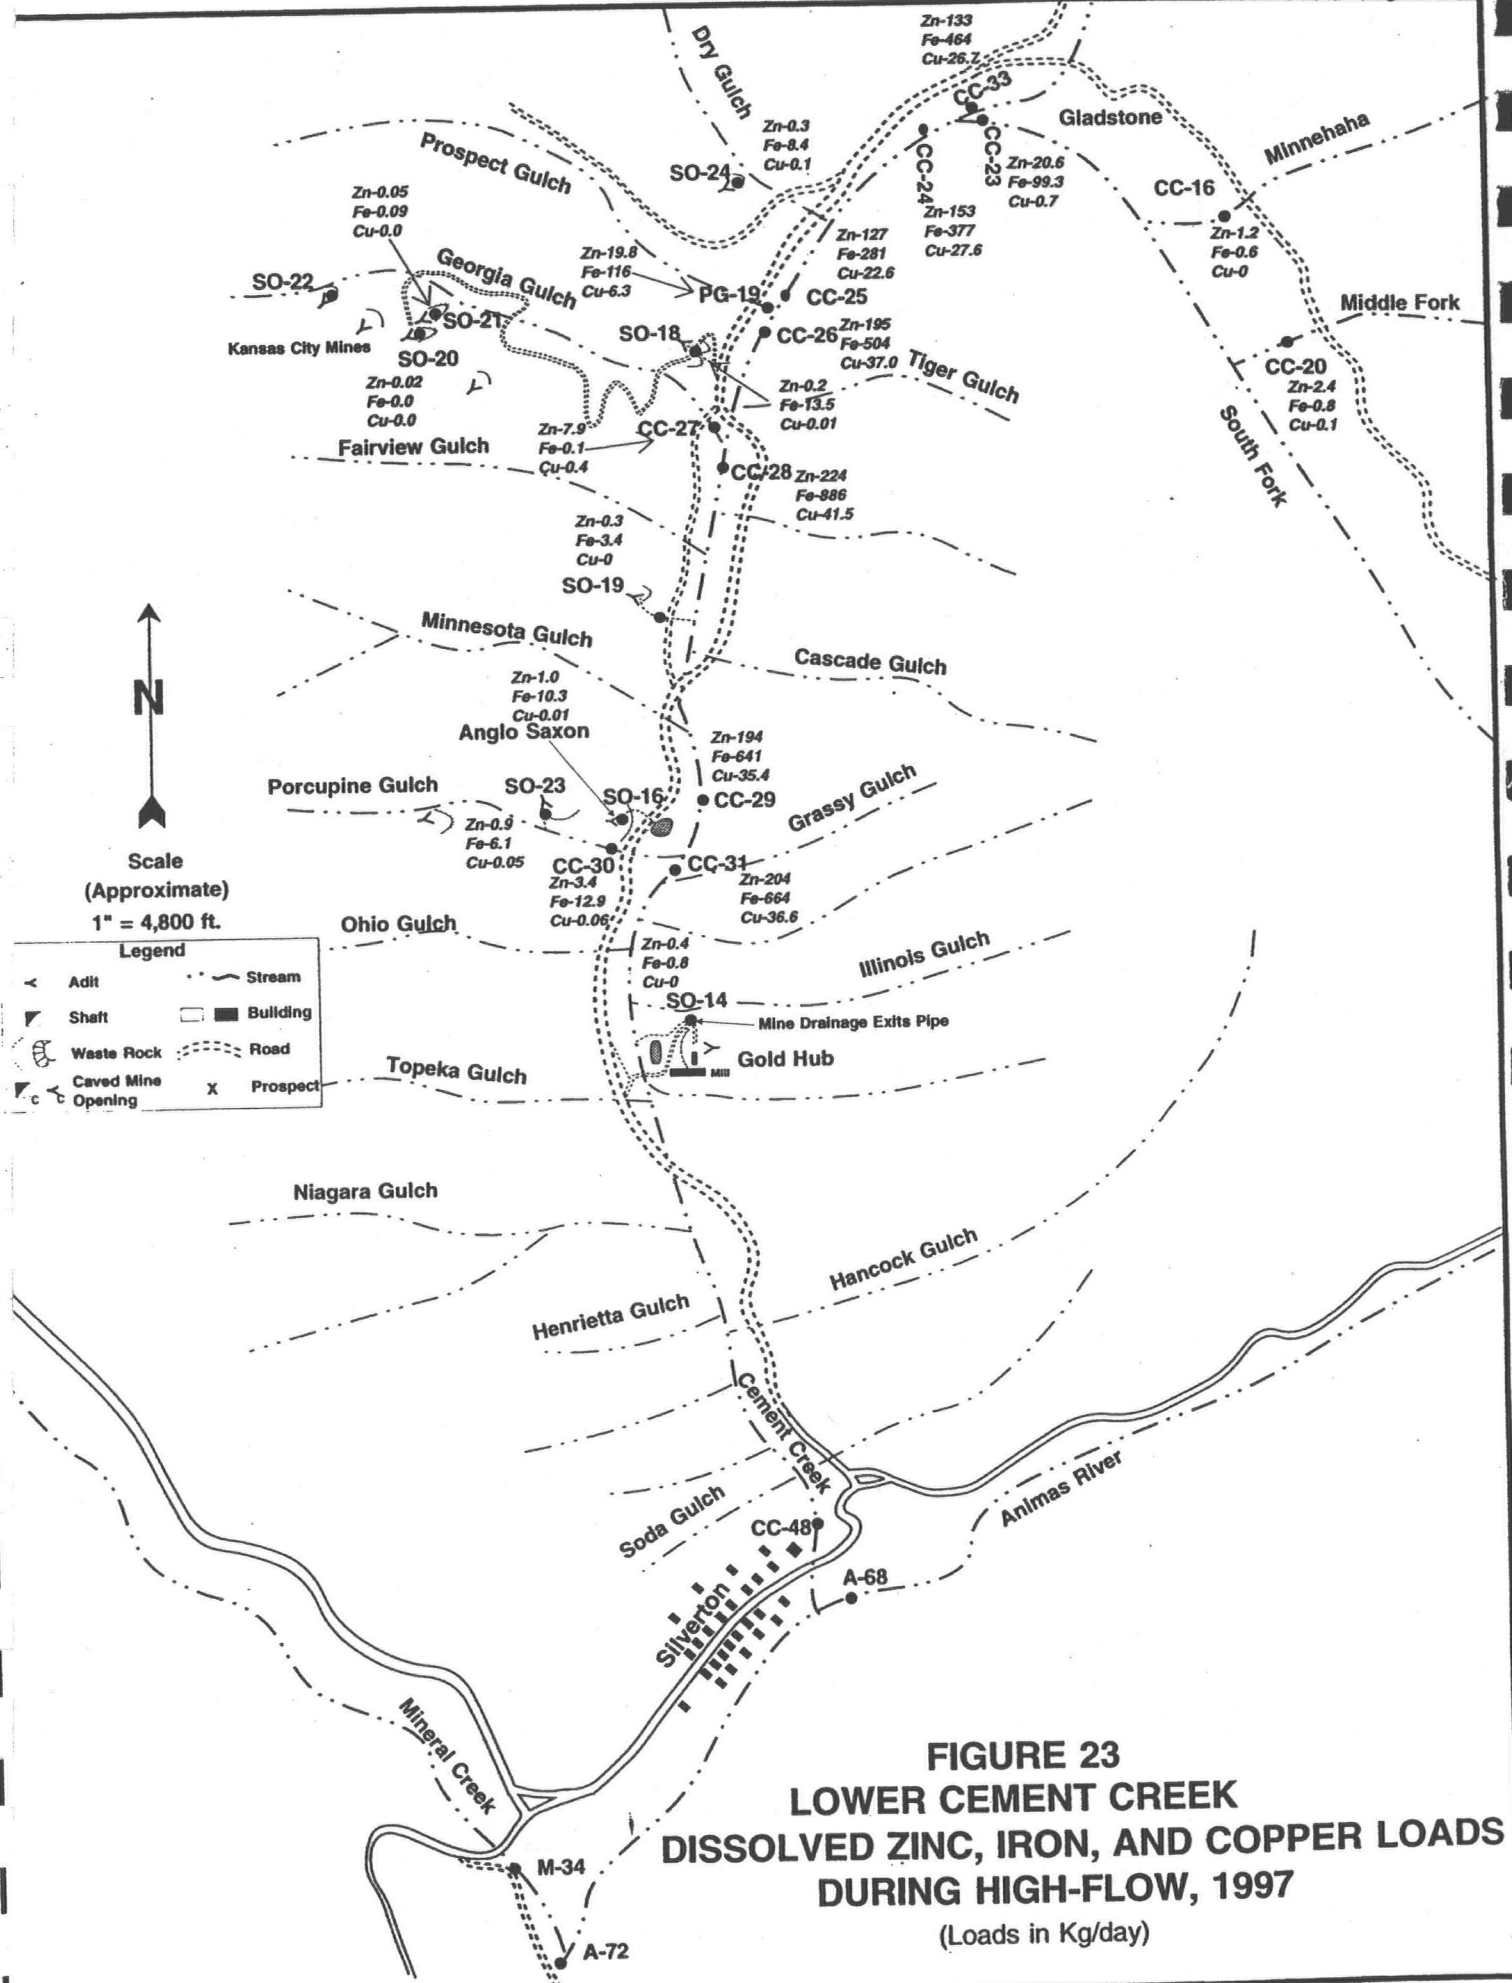 Zn-133
Fe-464
Cu-26.7
Dry Gulch
CC-33
Gladstone
Minnehaha
Zn-0.3
Fe-8.4
Cu-0.1
Prospect Gulch
SO-24
CC-24
CC-23
Zn-20.6
Fe-99.3
Cu-0.7
CC-16
Zn-0.05
Fe-0.09
Cu-0.0
Zn-153
Fe-377
Cu-27.6
Zn-1.2
Fe-0.6
Cu-0
Zn-127
Fe-281
Cu-22.6
Zn-19.8
Fe-116
Cu-6.3
Georgia Gulch
SO-22
PG-19
CC-25
Middle Fork
SO-21
Kansas City Mines
SO-20
SO-18
CC-26
Zn-195
Fe-504
Cu-37.0
Tiger Gulch
CC-20
Zn-2.4
Fe-0.8
Cu-0.1
Zn-0.02
Fe-0.0
Cu-0.0
Zn-0.2
Fe-13.5
Cu-0.01
South Fork
Zn-7.9
Fe-0.1
Cu-0.4
CC-27
Fairview Gulch
CC-28
Zn-224
Fe-886
Cu-41.5
Zn-0.3
Fe-3.4
Cu-0
SO-19
Minnesota Gulch
Cascade Gulch
N
Zn-1.0
Fe-10.3
Cu-0.01
Anglo Saxon
Zn-194
Fe-641
Cu-35.4
Porcupine Gulch
SO-23
SO-16
CC-29
Grassy Gulch
Zn-0.9
Fe-6.1
Cu-0.05
CC-30
Zn-3.4
Fe-12.9
Cu-0.06
CC-31
Zn-204
Fe-664
Cu-36.6
Scale
(Approximate)
1" = 4,800 ft.
Ohio Gulch
Zn-0.4
Fe-0.8
Cu-0
Illinois Gulch
Legend
Adit
Stream
Shaft
Building
Waste Rock
Road
C
C
Caved Mine
Opening
X
Prospect
SO-14
Mine Drainage Exits Pipe
Gold Hub
Mill
Topeka Gulch
Niagara Gulch
Hancock Gulch
Henrietta Gulch
Cement Creek
Animas River
Soda Gulch
CC-48
A-68
Silverton
Mineral Creek
M-34
A-72
FIGURE 23
LOWER CEMENT CREEK
DISSOLVED ZINC, IRON, AND COPPER LOADS
DURING HIGH-FLOW, 1997
(Loads in Kg/day)